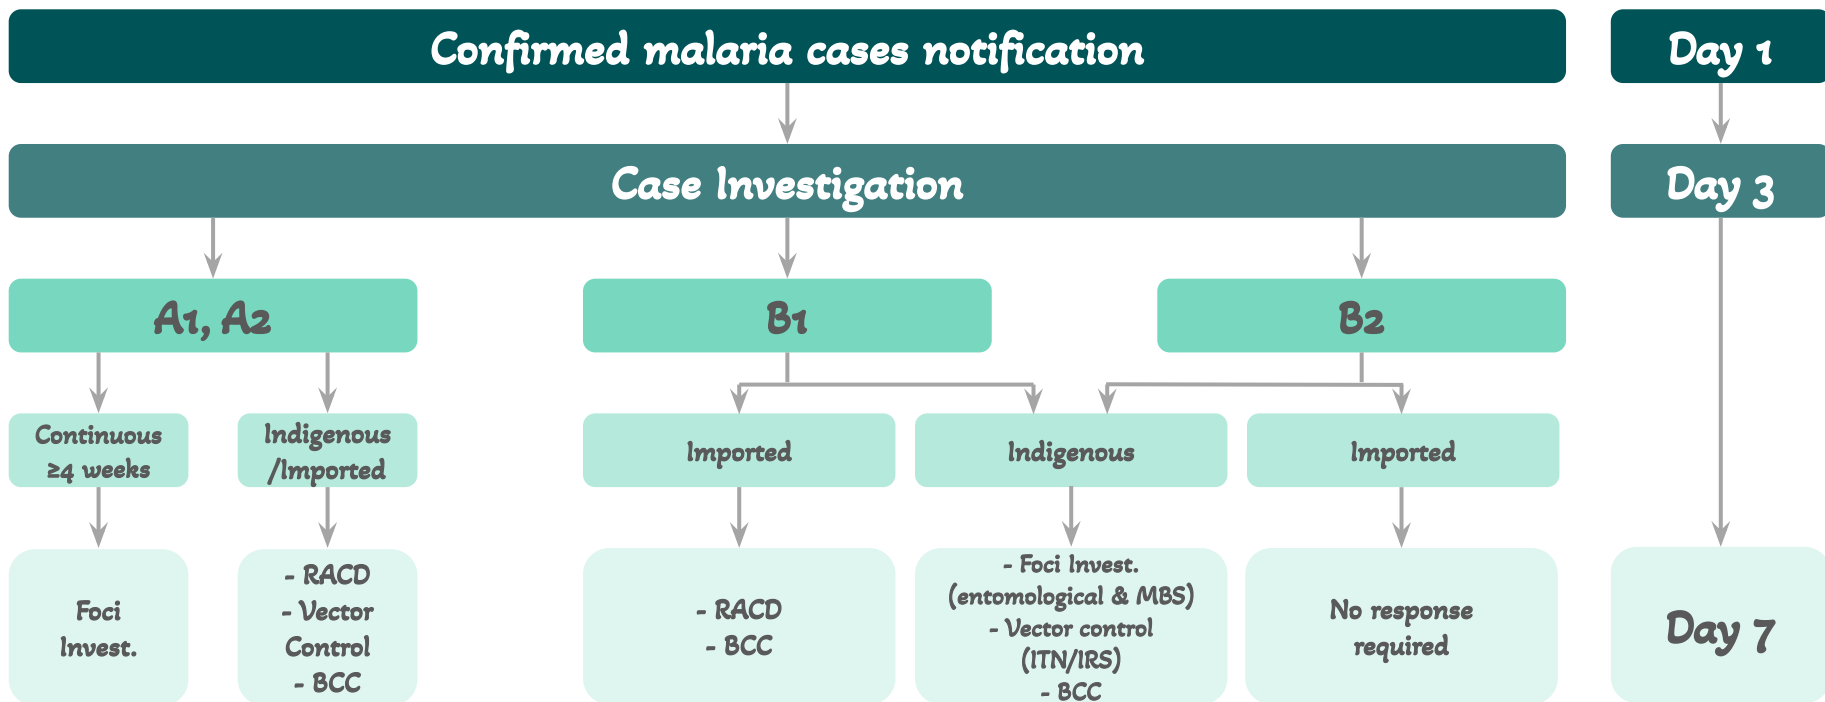 Confirmed malaria cases notification
Day 1
Case Investigation
Day 3
A1, A2
B1
B2
Continuous
≥4 weeks
Indigenous
/Imported
Imported
Indigenous
Imported
Foci
Invest.
- RACD
- Vector
Control
- BCC
- RACD
- BCC
- Foci Invest.
(entomological & MBS)
- Vector control
(ITN/IRS)
- BCC
No response
required
Day 7